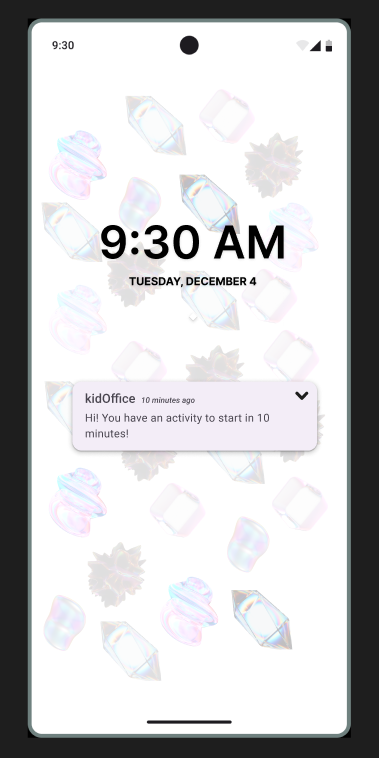 9:30
9:30 AM
TUESDAY, DECEMBER 4
kidOffice 10 minutes ago
Hi! You have an activity to start in 10
minutes!